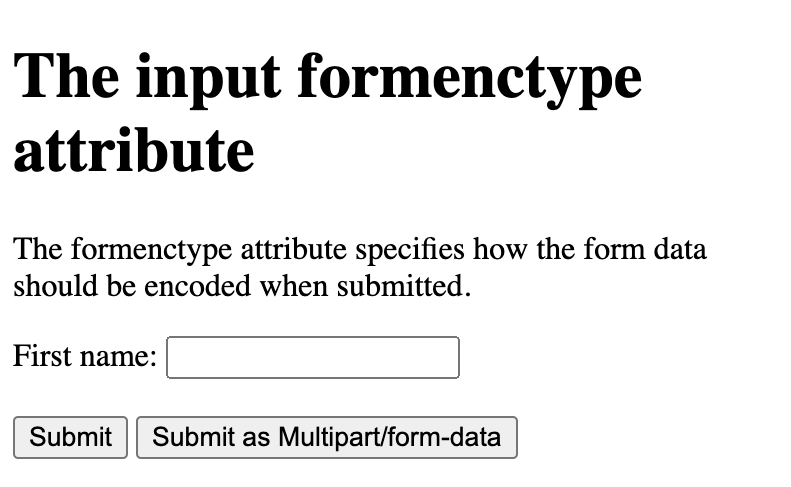 The input formenctype
attribute
The formenctype attribute specifies how the form data
should be encoded when submitted.
First name:
Submit Submit as Multipart/form-data